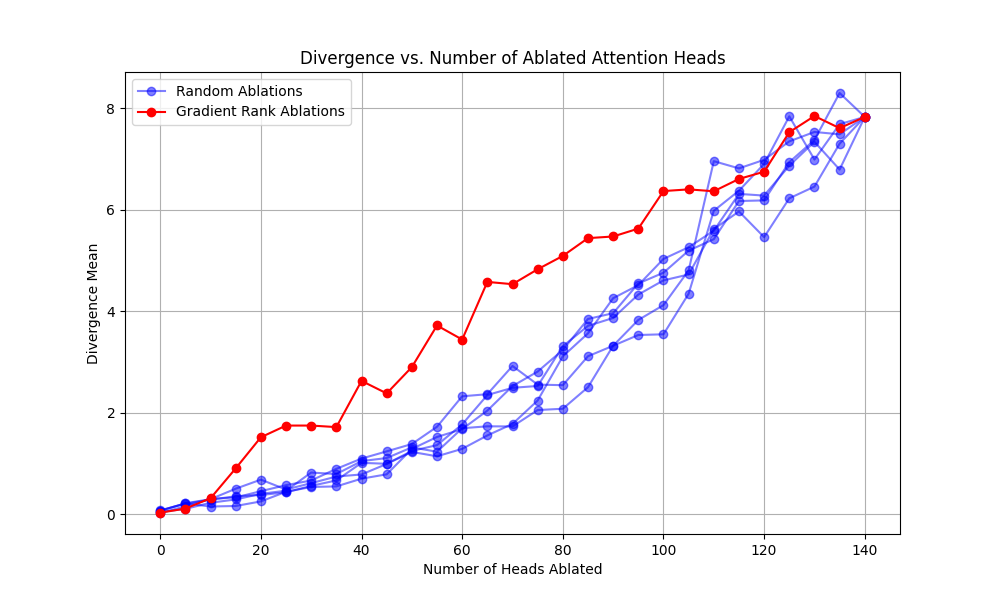 Divergence vs. Number of Ablated Attention Heads
Random Ablations
Gradient Rank Ablations
Divergence Mean
8
6
4
2
0
0 20 40 60 80 100 120 140
Number of Heads Ablated